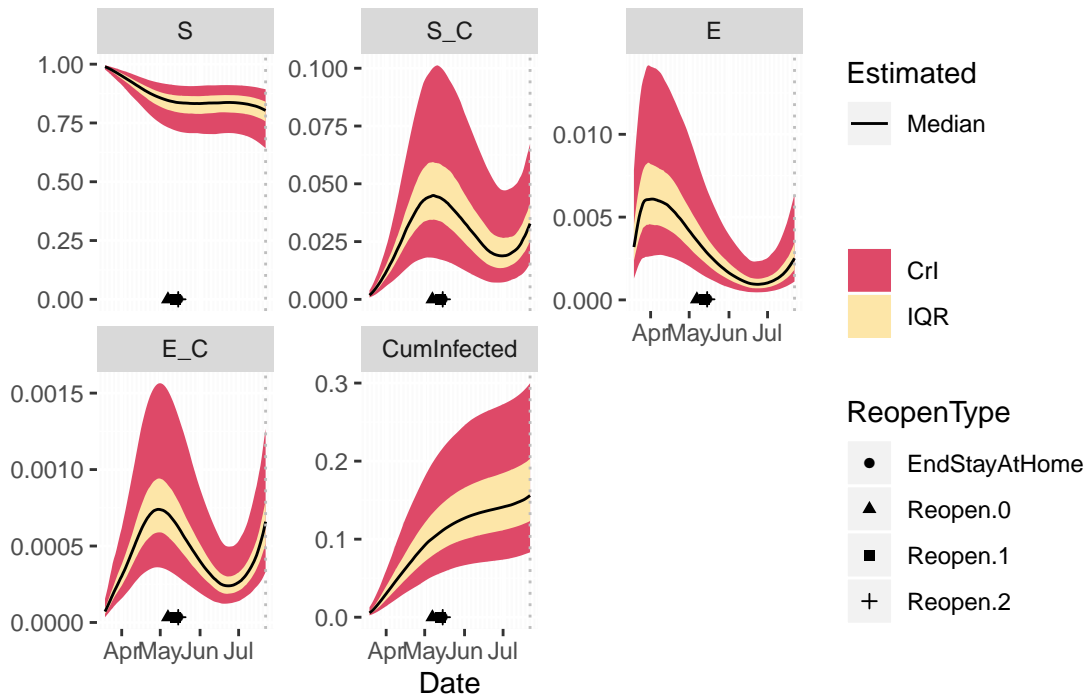 S
S_C
E
1.00
0.75
0.50
0.25
0.00
0.100
0.075
0.050
0.025
0.000
0.010
0.005
0.000
Apr May Jun Jul
E_C
CumInfected
0.0015
0.0010
0.0005
0.0000
Apr May Jun Jul
0.3
0.2
0.1
0.0
Apr May Jun Jul
Date
Estimated
Median
CrI
IQR
ReopenType
EndStayAtHome
Reopen.0
Reopen.1
Reopen.2